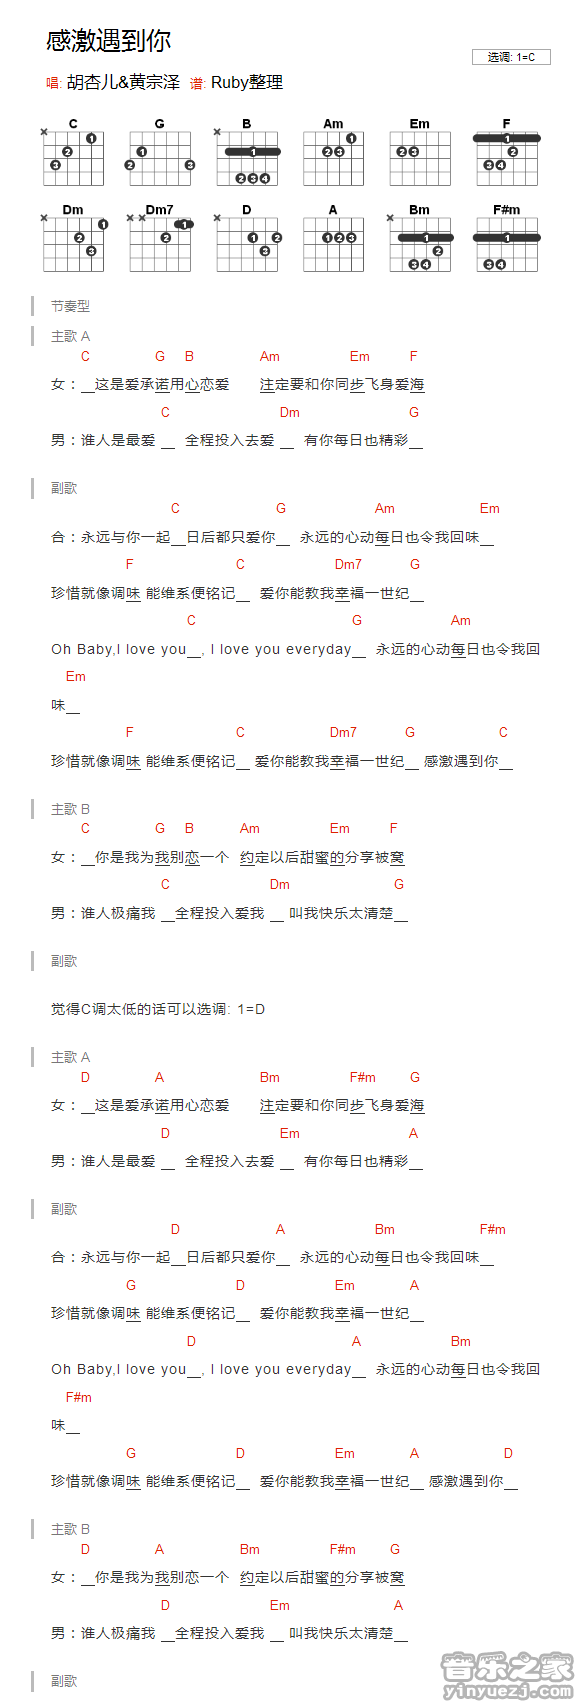 感激遇到你
选调: 1=C
唱: 胡杏儿&黄宗泽 谱: Ruby整理
C G B Am Em F
Dm Dm7 D A Bm F#m
节奏型
主歌 A
C G B Am Em F
女：__这是爱承诺用心恋爱 注定要和你同步飞身爱海
C Dm G
男：谁人是最爱 __ 全程投入去爱 __ 有你每日也精彩__
副歌
C G Am Em
合：永远与你一起__日后都只爱你__ 永远的心动每日也令我回味__
F C Dm7 G
珍惜就像调味 能维系便铭记__ 爱你能教我幸福一世纪__
C G Am
Oh Baby,I love you__, I love you everyday__ 永远的心动每日也令我回
Em
味__
F C Dm7 G C
珍惜就像调味 能维系便铭记__ 爱你能教我幸福一世纪__ 感激遇到你__
主歌 B
C G B Am Em F
女：__你是我为我别恋一个 约定以后甜蜜的分享被窝
C Dm G
男：谁人极痛我 __全程投入爱我 __ 叫我快乐太清楚__
副歌
觉得C调太低的话可以选调: 1=D
主歌 A
D A Bm F#m G
女：__这是爱承诺用心恋爱 注定要和你同步飞身爱海
D Em A
男：谁人是最爱 __ 全程投入去爱 __ 有你每日也精彩__
副歌
D A Bm F#m
合：永远与你一起__日后都只爱你__ 永远的心动每日也令我回味__
G D Em A
珍惜就像调味 能维系便铭记__ 爱你能教我幸福一世纪__
D A Bm
Oh Baby,I love you__, I love you everyday__ 永远的心动每日也令我回
F#m
味__
G D Em A D
珍惜就像调味 能维系便铭记__ 爱你能教我幸福一世纪__ 感激遇到你__
主歌 B
D A Bm F#m G
女：__你是我为我别恋一个 约定以后甜蜜的分享被窝
D Em A
男：谁人极痛我 __全程投入爱我 __ 叫我快乐太清楚__
副歌
音乐之家
yinyuezj.com